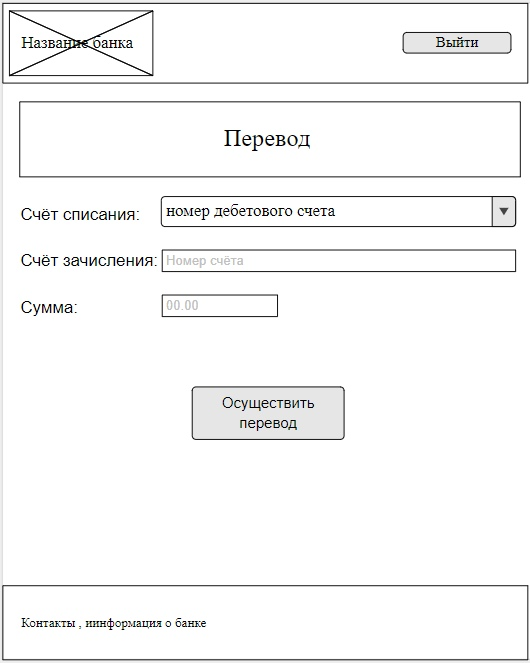 Название банка
Выйти
Перевод
Счёт списания:
номер дебетового счета
Счёт зачисления:
Номер счёта
Сумма:
00.00
Осуществить
перевод
Контакты , иинформация о банке